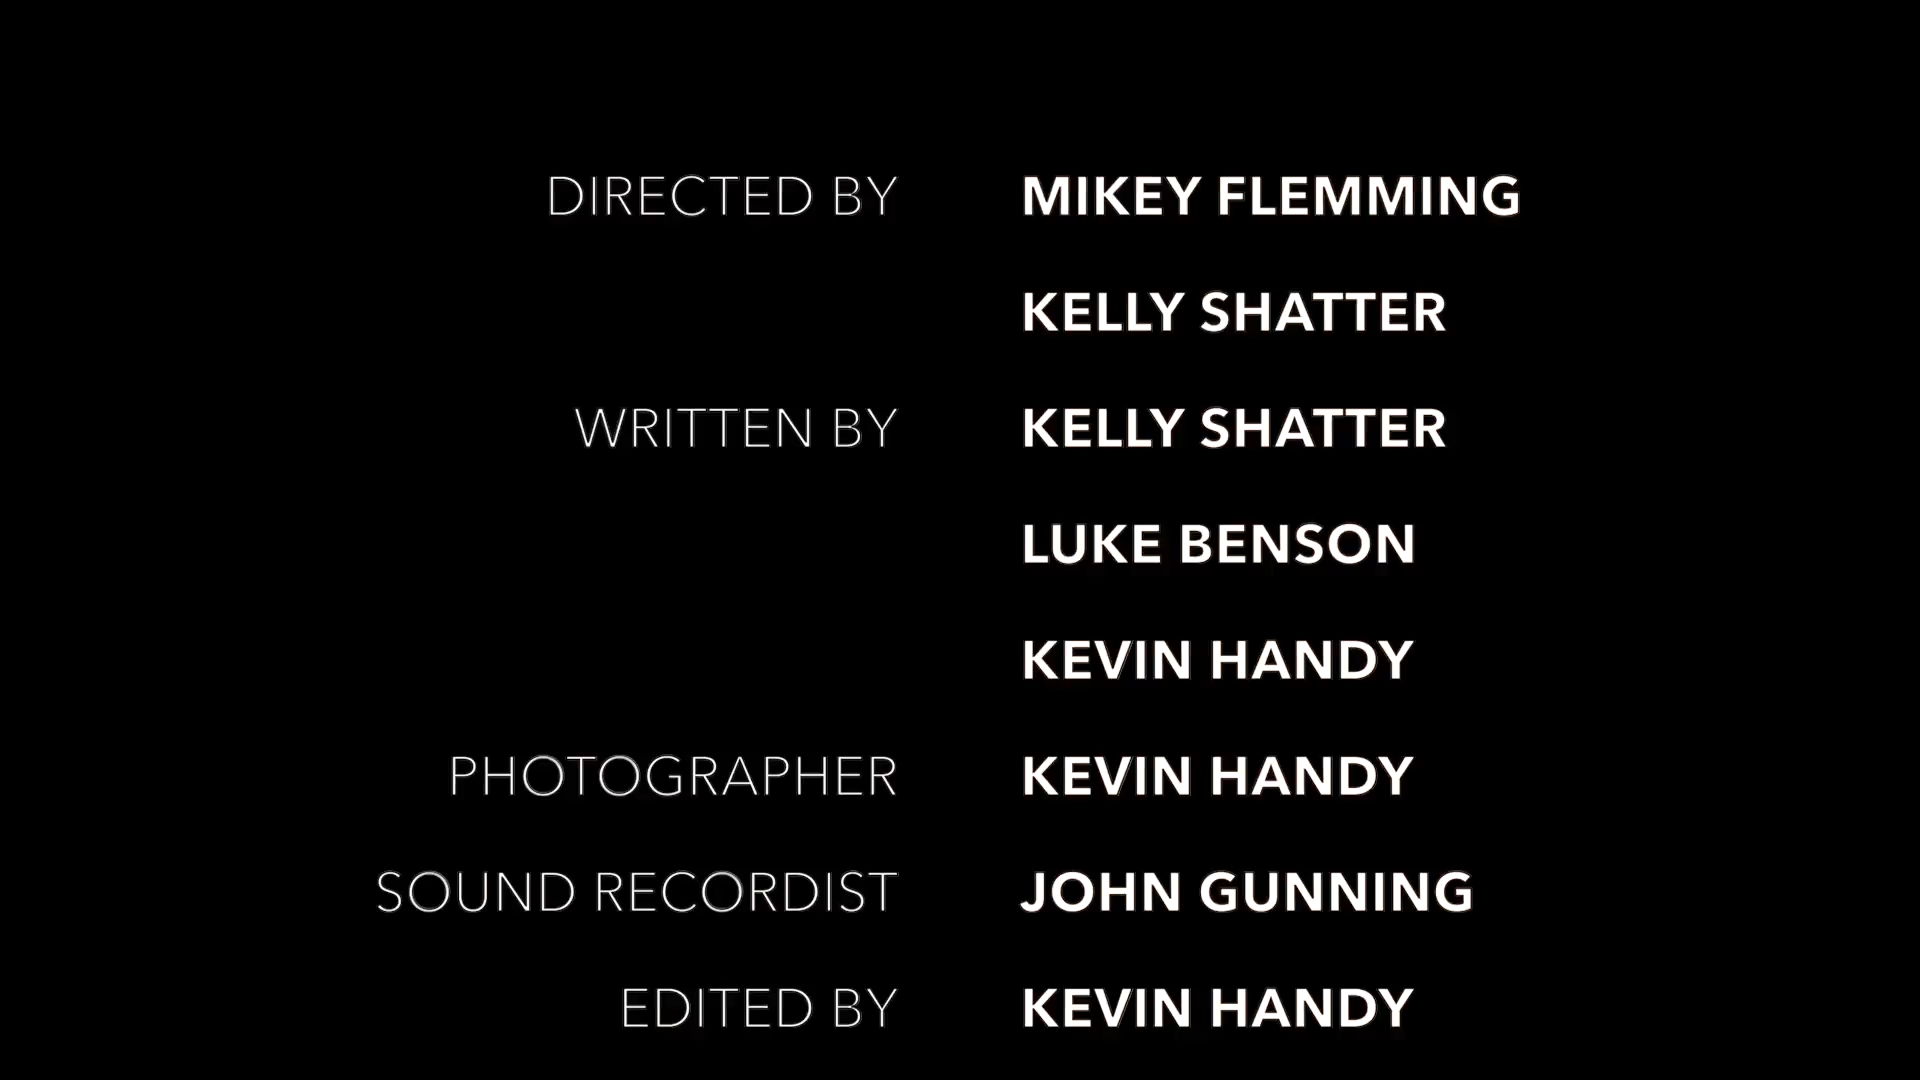 DIRECTED BY MIKEY FLEMMING
KELLY SHATTER
WRITTEN BY KELLY SHATTER
LUKE BENSON
KEVIN HANDY
PHOTOGRAPHER KEVIN HANDY
SOUND RECORDIST JOHN GUNNING
EDITED BY KEVIN HANDY